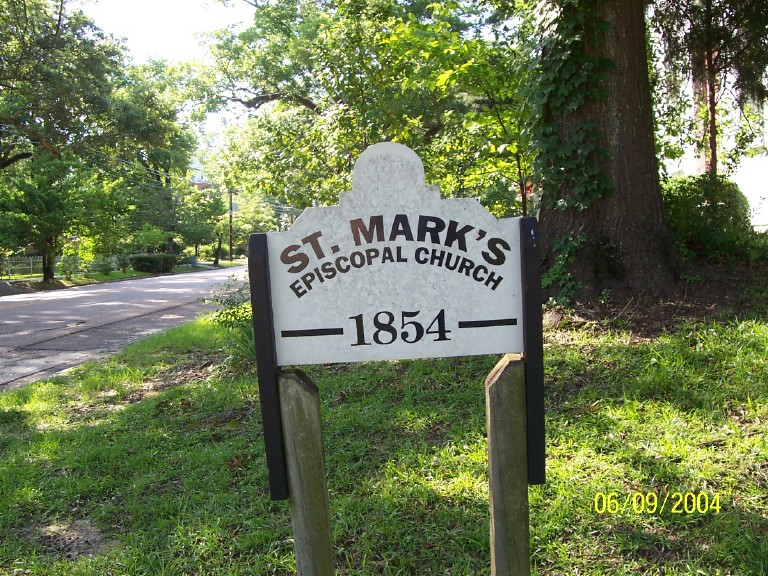 ST. MARK'S
EPISCOPAL CHURCH
1854
06/09/2004